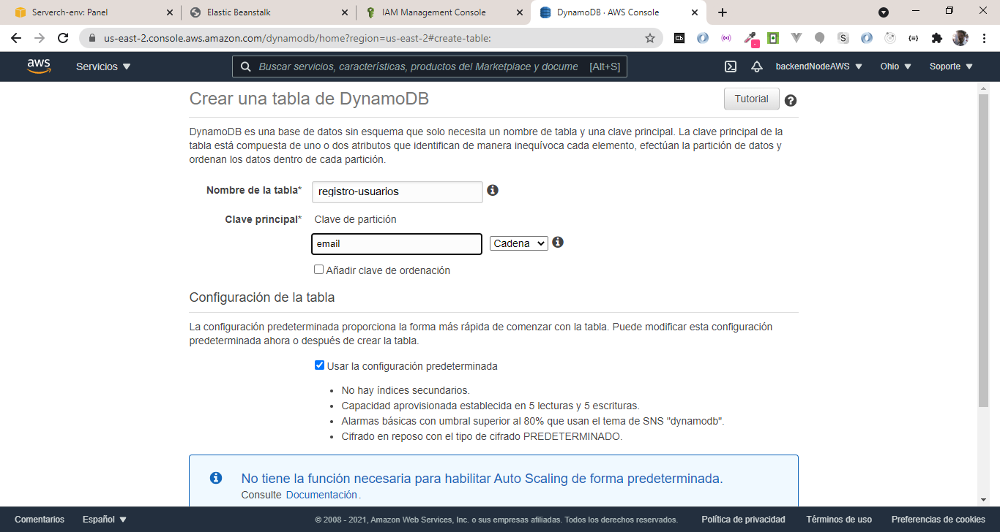 Serverch-env: Panel
Elastic Beanstalk
IAM Management Console
DynamoDB · AWS Console
us-east-2.console.aws.amazon.com/dynamodb/home?region=us-east-2#create-table:
aws
Servicios
Buscar servicios, características, productos del Marketplace y docume [Alt+S]
backendNodeAWS
Ohio
Soporte
Crear una tabla de DynamoDB
Tutorial
DynamoDB es una base de datos sin esquema que solo necesita un nombre de tabla y una clave principal. La clave principal de la
tabla está compuesta de uno o dos atributos que identifican de manera inequívoca cada elemento, efectúan la partición de datos y
ordenan los datos dentro de cada partición.
Nombre de la tabla* registro-usuarios
Clave principal* Clave de partición
email Cadena
Añadir clave de ordenación
Configuración de la tabla
La configuración predeterminada proporciona la forma más rápida de comenzar con la tabla. Puede modificar esta configuración
predeterminada ahora o después de crear la tabla.
Usar la configuración predeterminada
• No hay índices secundarios.
• Capacidad aprovisionada establecida en 5 lecturas y 5 escrituras.
• Alarmas básicas con umbral superior al 80% que usan el tema de SNS "dynamodb".
• Cifrado en reposo con el tipo de cifrado PREDETERMINADO.
No tiene la función necesaria para habilitar Auto Scaling de forma predeterminada.
Consulte Documentación.
Comentarios
Español
© 2008 - 2021, Amazon Web Services, Inc. o sus empresas afiliadas. Todos los derechos reservados.
Política de privacidad
Términos de uso
Preferencias de cookies